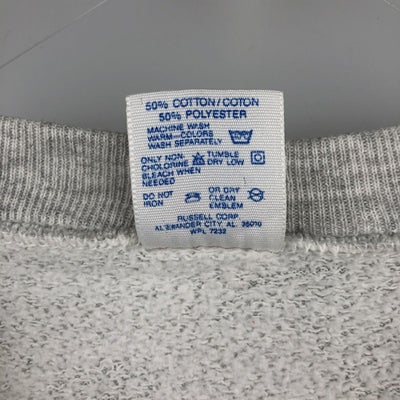 50% COTTON/COTON
50% POLYESTER
MACHINE WASH
WARM-COLORS
WASH SEPARATELY
ONLY NON- TUMBLE
CHOLORINE DRY LOW
BLEACH WHEN
NEEDED
DO NOT OR DRY
IRON CLEAN
EMBLEM
RUSSELL CORP
ALEXANDER CITY AL 35010
WPL 7232